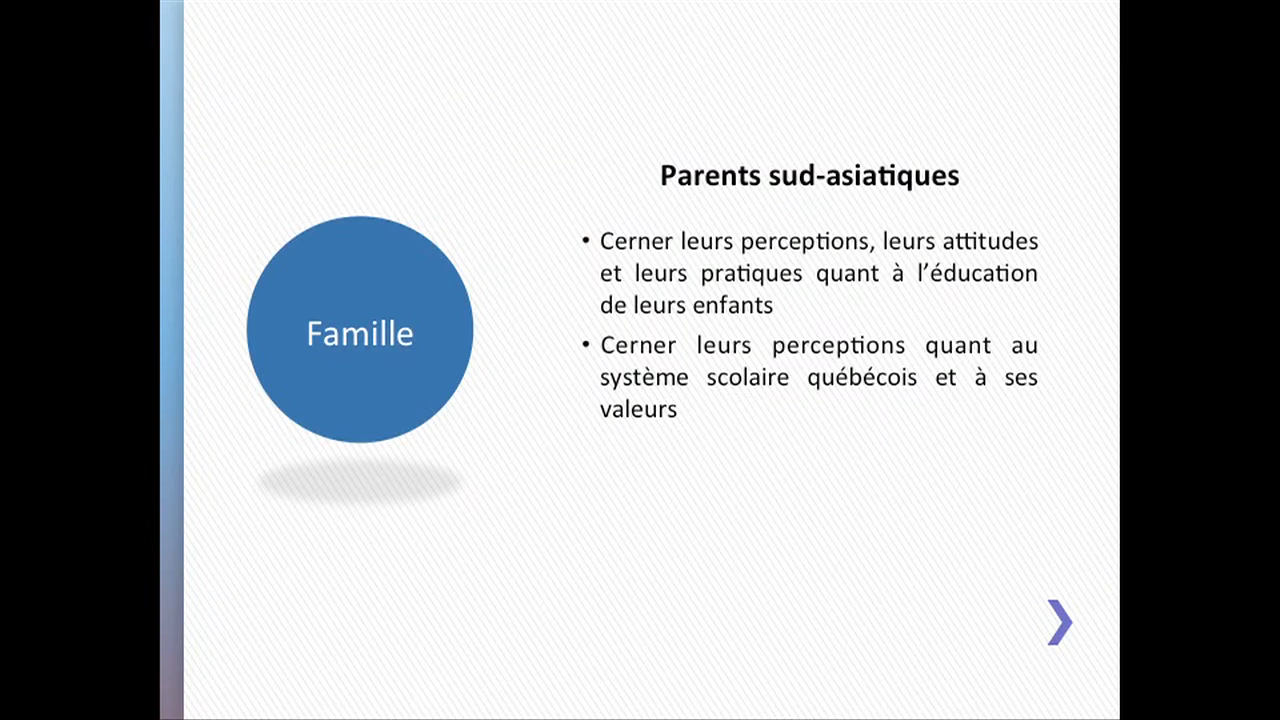 Famille
Parents sud-asiatiques
• Cerner leurs perceptions, leurs attitudes
et leurs pratiques quant à l’éducation
de leurs enfants
• Cerner leurs perceptions quant au
système scolaire québécois et à ses
valeurs